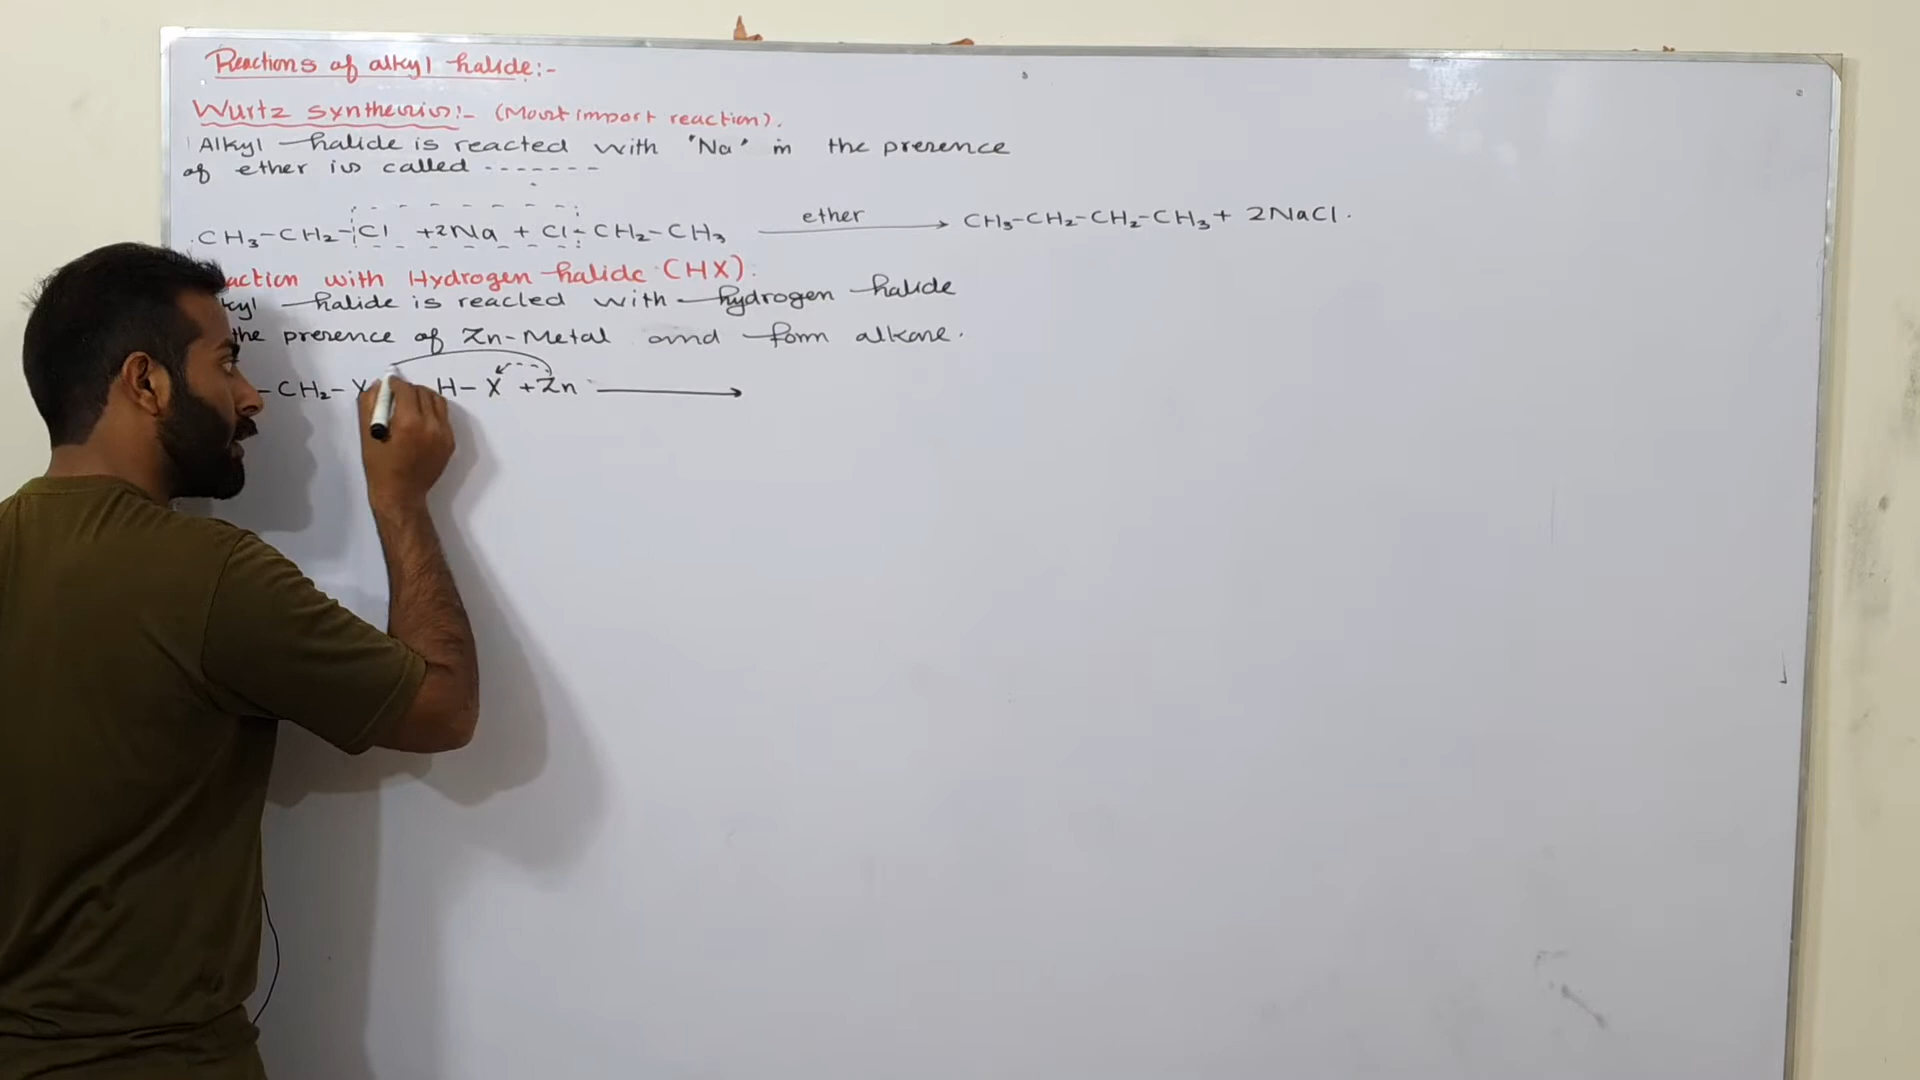 Reactions of alkyl halide:-
Wurtz synthesis:- (Most import reaction).
Alkyl halide is reacted with "Na" in the presence
of ether is called -------
CH₃-CH₂-Cl +2Na + Cl-CH₂-CH₃ ether → CH₃-CH₂-CH₂-CH₃ + 2NaCl.
action with Hydrogen halide (HX).
kyl halide is reacted with hydrogen halide
the presence of Zn-Metal and form alkane.
-CH₂-X H-X +Zn →